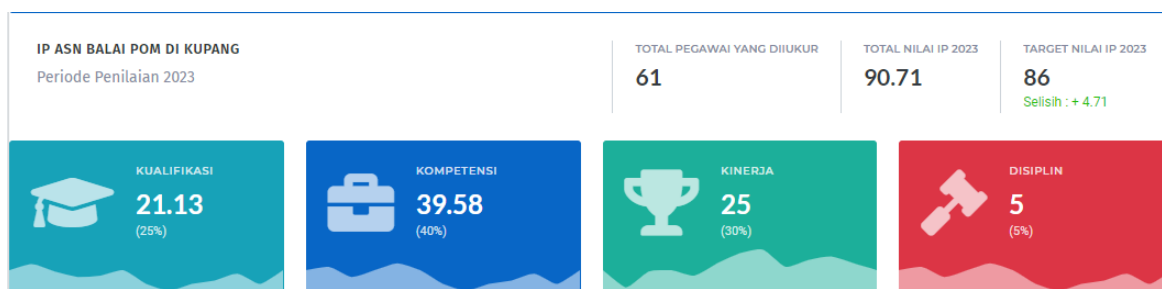 IP ASN BALAI POM DI KUPANG
Periode Penilaian 2023
TOTAL PEGAWAI YANG DIIUKUR
61
TOTAL NILAI IP 2023
90.71
TARGET NILAI IP 2023
86
Selisih : + 4.71
KUALIFIKASI
21.13
(25%)
KOMPETENSI
39.58
(40%)
KINERJA
25
(30%)
DISIPLIN
5
(5%)